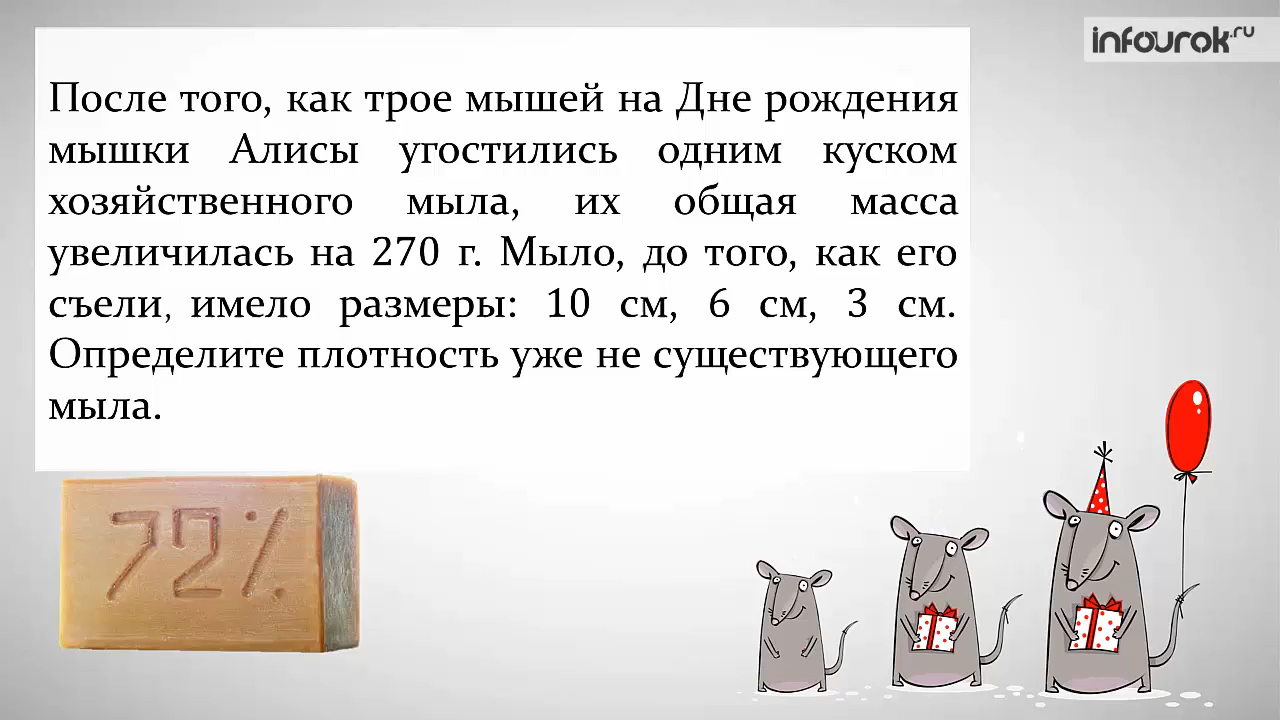 infourok.ru
После того, как трое мышей на Дне рождения
мышки Алисы угостились одним куском
хозяйственного мыла, их общая масса
увеличилась на 270 г. Мыло, до того, как его
съели, имело размеры: 10 см, 6 см, 3 см.
Определите плотность уже не существующего
мыла.
72%